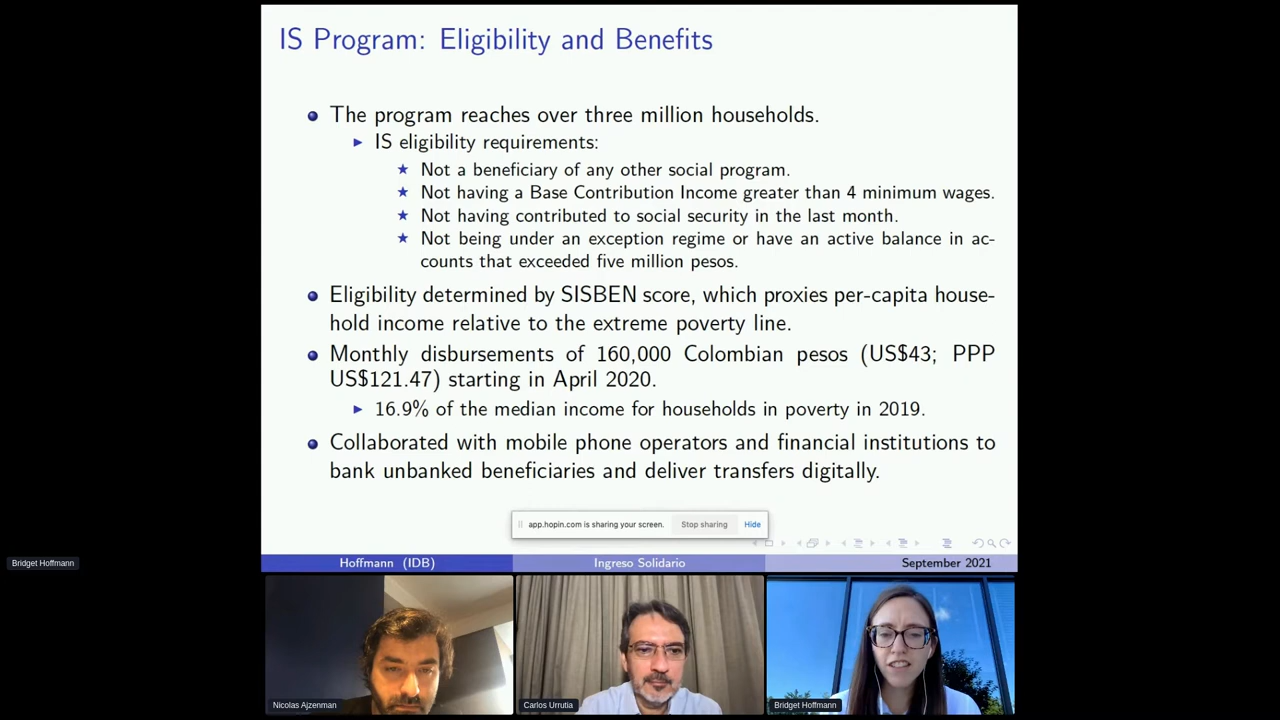 IS Program: Eligibility and Benefits
The program reaches over three million households.
IS eligibility requirements:
Not a beneficiary of any other social program.
Not having a Base Contribution Income greater than 4 minimum wages.
Not having contributed to social security in the last month.
Not being under an exception regime or have an active balance in ac-
counts that exceeded five million pesos.
Eligibility determined by SISBEN score, which proxies per-capita house-
hold income relative to the extreme poverty line.
Monthly disbursements of 160,000 Colombian pesos (US$43; PPP
US$121.47) starting in April 2020.
16.9% of the median income for households in poverty in 2019.
Collaborated with mobile phone operators and financial institutions to
bank unbanked beneficiaries and deliver transfers digitally.
app.hopin.com is sharing your screen. Stop sharing Hide
Bridget Hoffmann
Hoffmann (IDB) Ingreso Solidario September 2021
Nicolas Ajzenman Carlos Urrutia Bridget Hoffmann